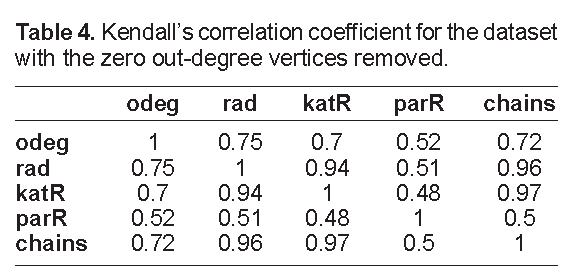 Table 4. Kendall's correlation coefficient for the dataset
with the zero out-degree vertices removed.
odeg rad katR parR chains
odeg 1 0.75 0.7 0.52 0.72
rad 0.75 1 0.94 0.51 0.96
katR 0.7 0.94 1 0.48 0.97
parR 0.52 0.51 0.48 1 0.5
chains 0.72 0.96 0.97 0.5 1